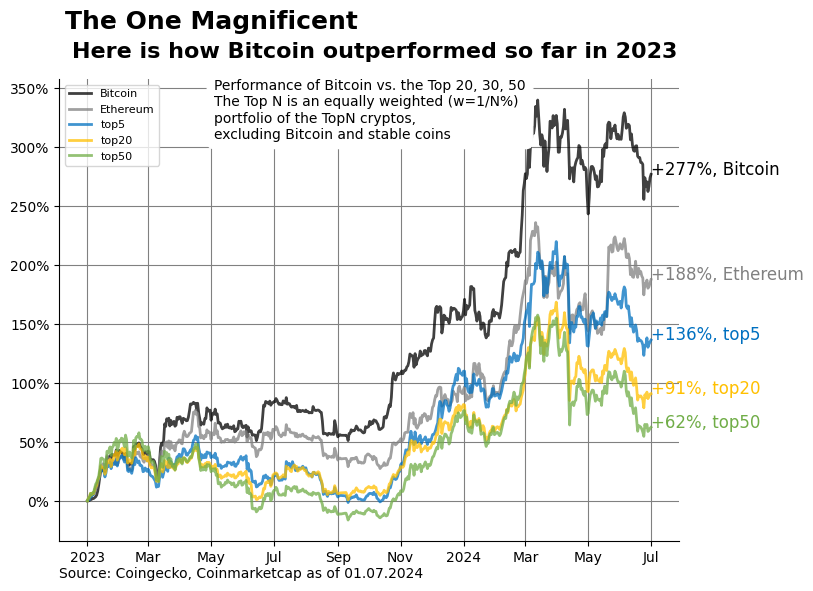 The One Magnificent
Here is how Bitcoin outperformed so far in 2023
350%
300%
250%
200%
150%
100%
50%
0%
Bitcoin
Ethereum
top5
top20
top50
Performance of Bitcoin vs. the Top 20, 30, 50
The Top N is an equally weighted (w=1/N%)
portfolio of the TopN cryptos,
excluding Bitcoin and stable coins
+277%, Bitcoin
+188%, Ethereum
+136%, top5
+91%, top20
+62%, top50
2023 Mar May Jul Sep Nov 2024 Mar May Jul
Source: Coingecko, Coinmarketcap as of 01.07.2024